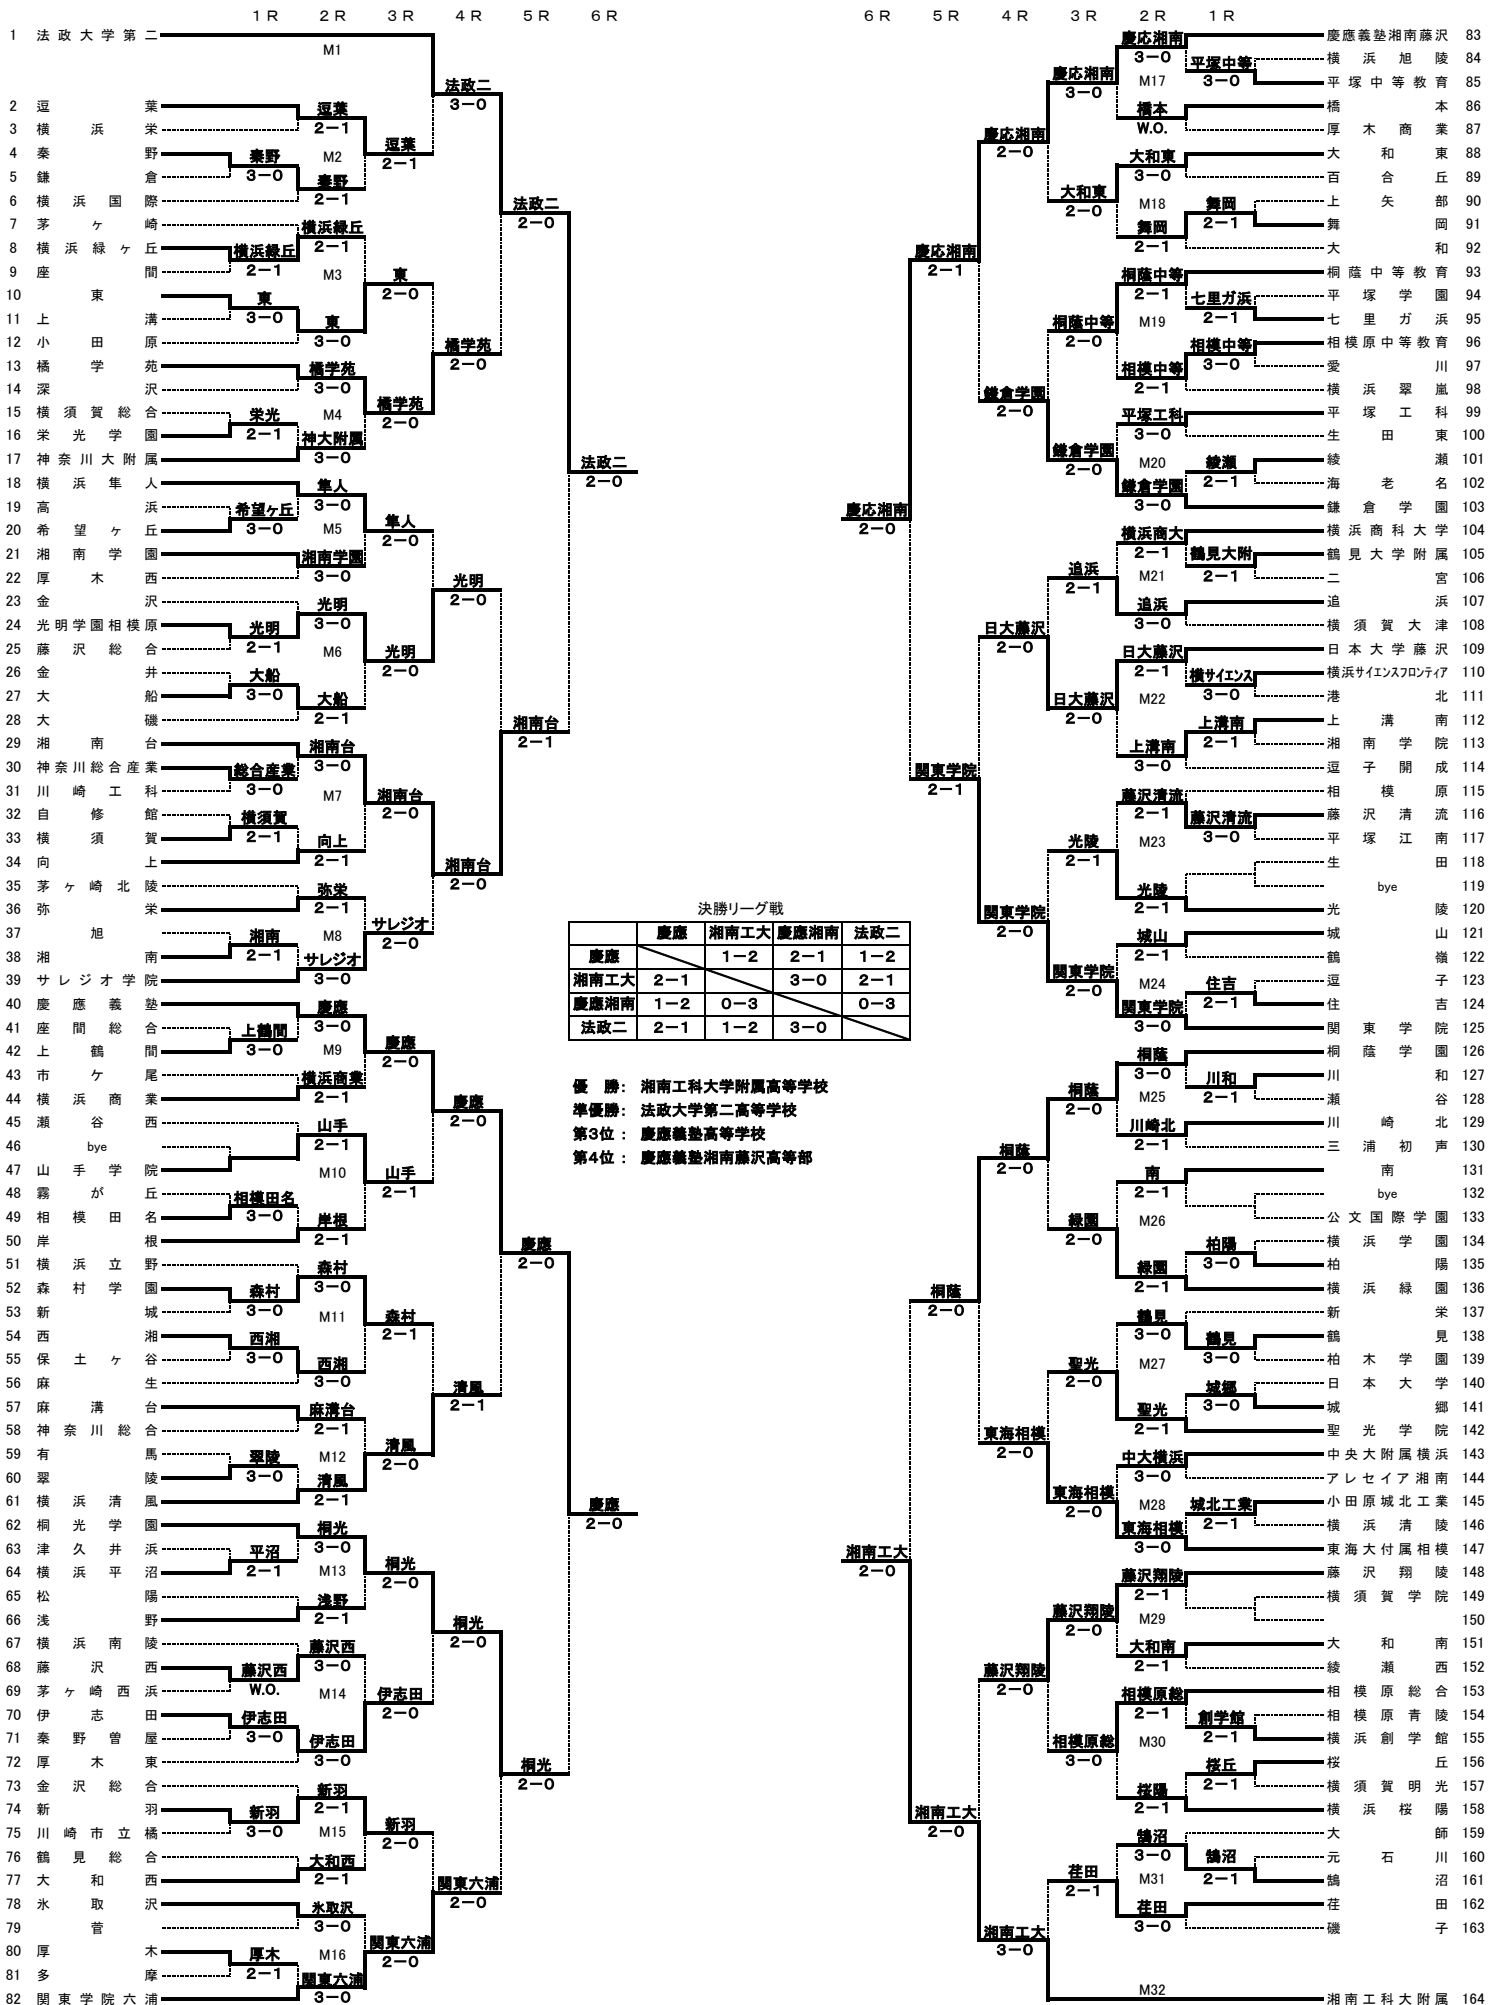 1R 2R 3R 4R 5R 6R
1 法政大学第二
2 逗葉
3 横浜栄
4 秦野
5 鎌倉
6 横浜国際
7 茅ヶ崎
8 横浜緑ヶ丘
9 座間
10 東
11 上溝
12 小田原
13 橘学苑
14 深沢
15 横須賀総合
16 栄光学園
17 神奈川大附属
18 横浜隼人
19 高浜
20 希望ヶ丘
21 湘南学園
22 厚木西
23 金沢
24 光明学園相模原
25 藤沢総合
26 金井
27 大船
28 大磯
29 湘南台
30 神奈川総合産業
31 川崎工科
32 自修館
33 横須賀
34 向上
35 茅ヶ崎北陵
36 弥栄
37 旭
38 湘南
39 サレジオ学院
40 慶應義塾
41 座間総合
42 上鶴間
43 市ケ尾
44 横浜商業
45 瀬谷西
46 bye
47 山手学院
48 霧が丘
49 相模田名
50 岸根
51 横浜立野
52 森村学園
53 新城
54 西湘
55 保土ヶ谷
56 麻生
57 麻溝台
58 神奈川総合
59 有馬
60 翠陵
61 横浜清風
62 桐光学園
63 津久井浜
64 横浜平沼
65 松陽
66 浅野
67 横浜南陵
68 藤沢西
69 茅ヶ崎西浜
70 伊志田
71 秦野曽屋
72 厚木東
73 金沢総合
74 新羽
75 川崎市立橘
76 鶴見総合
77 大和西
78 氷取沢
79 菅
80 厚木
81 多摩
82 関東学院六浦
秦野 3-0
横浜緑丘 2-1
東 3-0
栄光 2-1
希望ヶ丘 3-0
光明 2-1
大船 3-0
総合産業 3-0
横須賀 2-1
湘南 2-1
上鶴間 3-0
相模田名 3-0
森村 3-0
西湘 3-0
翠陵 3-0
平沼 2-1
藤沢西 W.O.
伊志田 3-0
新羽 3-0
厚木 2-1
M1
逗葉 2-1
M2
秦野 2-1
横浜緑丘 2-1
M3
東 3-0
橘学苑 3-0
M4
神大附属 3-0
隼人 3-0
M5
湘南学園 3-0
光明 3-0
M6
大船 2-1
湘南台 3-0
M7
向上 2-1
弥栄 2-1
M8
サレジオ 3-0
慶應 3-0
M9
横浜商業 2-1
山手 2-1
M10
岸根 2-1
森村 3-0
M11
西湘 3-0
麻溝台 2-1
M12
清風 2-1
桐光 3-0
M13
浅野 2-1
藤沢西 3-0
M14
伊志田 3-0
新羽 2-1
M15
大和西 2-1
氷取沢 3-0
M16
関東六浦 3-0
逗葉 2-1
東 2-0
橘学苑 2-0
隼人 2-0
光明 2-0
湘南台 2-0
サレジオ 2-0
慶應 2-0
山手 2-1
森村 2-1
清風 2-0
桐光 2-0
伊志田 2-0
新羽 2-0
関東六浦 2-0
法政二 3-0
橘学苑 2-0
光明 2-0
湘南台 2-0
慶應 2-0
清風 2-1
桐光 2-0
関東六浦 2-0
法政二 2-0
湘南台 2-1
慶應 2-0
桐光 2-0
法政二 2-0
慶應 2-0
決勝リーグ戦
慶應 湘南工大 慶應湘南 法政二
慶應 1-2 2-1 1-2
湘南工大 2-1 3-0 2-1
慶應湘南 1-2 0-3 0-3
法政二 2-1 1-2 3-0
優 勝: 湘南工科大学附属高等学校
準優勝: 法政大学第二高等学校
第3位: 慶應義塾高等学校
第4位: 慶應義塾湘南藤沢高等部
6R 5R 4R 3R 2R 1R
慶応湘南 2-0
湘南工大 2-0
慶応湘南 2-1
関東学院 2-1
桐蔭 2-0
湘南工大 2-0
慶応湘南 2-0
鎌倉学園 2-0
日大藤沢 2-0
関東学院 2-0
桐蔭 2-0
東海相模 2-0
藤沢翔陵 2-0
湘南工大 3-0
慶応湘南 3-0
大和東 2-0
桐蔭中等 2-0
鎌倉学園 2-0
追浜 2-1
日大藤沢 2-0
光陵 2-1
関東学院 2-0
桐蔭 2-0
緑園 2-0
聖光 2-0
東海相模 2-0
藤沢翔陵 2-0
相模原総 3-0
荏田 2-1
慶応湘南 3-0
M17
橋本 W.O.
大和東 3-0
M18
舞岡 2-1
桐蔭中等 2-1
M19
相模中等 2-1
平塚工科 3-0
M20
鎌倉学園 3-0
横浜商大 2-1
M21
追浜 3-0
日大藤沢 2-1
M22
上溝南 3-0
藤沢清流 2-1
M23
光陵 2-1
城山 2-1
M24
関東学院 3-0
桐蔭 3-0
M25
川崎北 2-1
南 2-1
M26
緑園 2-1
鶴見 3-0
M27
聖光 2-1
中大横浜 3-0
M28
東海相模 3-0
藤沢翔陵 2-1
M29
大和南 2-1
相模原総 2-1
M30
桜陽 2-1
鵠沼 3-0
M31
荏田 3-0
M32
平塚中等 3-0
舞岡 2-1
七里ガ浜 2-1
相模中等 3-0
綾瀬 2-1
鶴見大附 2-1
横サイエンス 3-0
上溝南 2-1
藤沢清流 3-0
住吉 2-1
川和 2-1
柏陽 3-0
鶴見 3-0
城郷 3-0
城北工業 2-1
創学館 2-1
桜丘 2-1
鵠沼 2-1
慶應義塾湘南藤沢 83
横浜旭陵 84
平塚中等教育 85
橋本 86
厚木商業 87
大和東 88
百合丘 89
上矢部 90
舞岡 91
大和 92
桐蔭中等教育 93
平塚学園 94
七里ガ浜 95
相模原中等教育 96
愛川 97
横浜翠嵐 98
平塚工科 99
生田東 100
綾瀬 101
海老名 102
鎌倉学園 103
横浜商科大学 104
鶴見大学附属 105
二宮 106
追浜 107
横須賀大津 108
日本大学藤沢 109
横浜サイエンスフロンティア 110
港北 111
上溝南 112
湘南学院 113
逗子開成 114
相模原 115
藤沢清流 116
平塚江南 117
生田 118
bye 119
光陵 120
城山 121
鶴嶺 122
逗子 123
住吉 124
関東学院 125
桐蔭学園 126
川和 127
瀬谷 128
川崎北 129
三浦初声 130
南 131
bye 132
公文国際学園 133
横浜学園 134
柏陽 135
横浜緑園 136
新栄 137
鶴見 138
柏木学園 139
日本大学 140
城郷 141
聖光学院 142
中央大附属横浜 143
アレセイア湘南 144
小田原城北工業 145
横浜清陵 146
東海大付属相模 147
藤沢翔陵 148
横須賀学院 149
150
大和南 151
綾瀬西 152
相模原総合 153
相模原青陵 154
横浜創学館 155
桜丘 156
横須賀明光 157
横浜桜陽 158
大師 159
元石川 160
鵠沼 161
荏田 162
磯子 163
湘南工科大附属 164